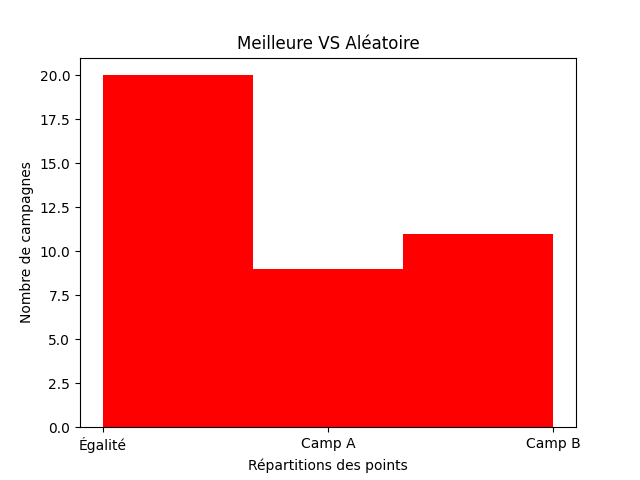 Meilleure VS Aléatoire
20.0
17.5
15.0
12.5
10.0
7.5
5.0
2.5
0.0
Nombre de campagnes
Égalité
Camp A
Camp B
Répartitions des points